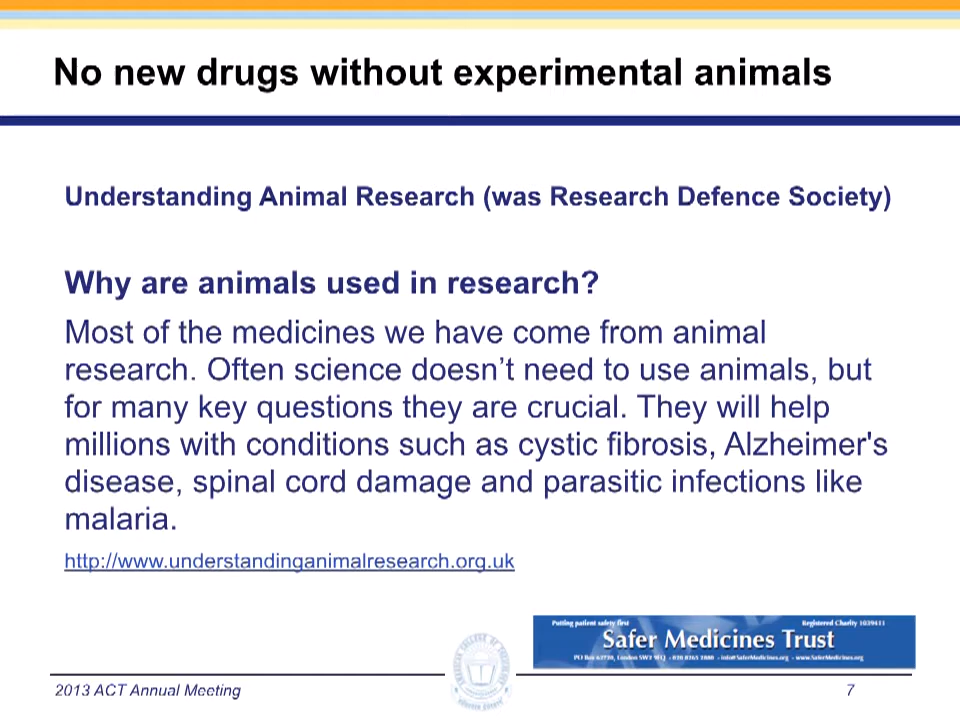 No new drugs without experimental animals
Understanding Animal Research (was Research Defence Society)
Why are animals used in research?
Most of the medicines we have come from animal
research. Often science doesn’t need to use animals, but
for many key questions they are crucial. They will help
millions with conditions such as cystic fibrosis, Alzheimer's
disease, spinal cord damage and parasitic infections like
malaria.
http://www.understandinganimalresearch.org.uk
Putting patient safety first Registered Charity 1039411
Safer Medicines Trust
www.SaferMedicines.org
2013 ACT Annual Meeting 7